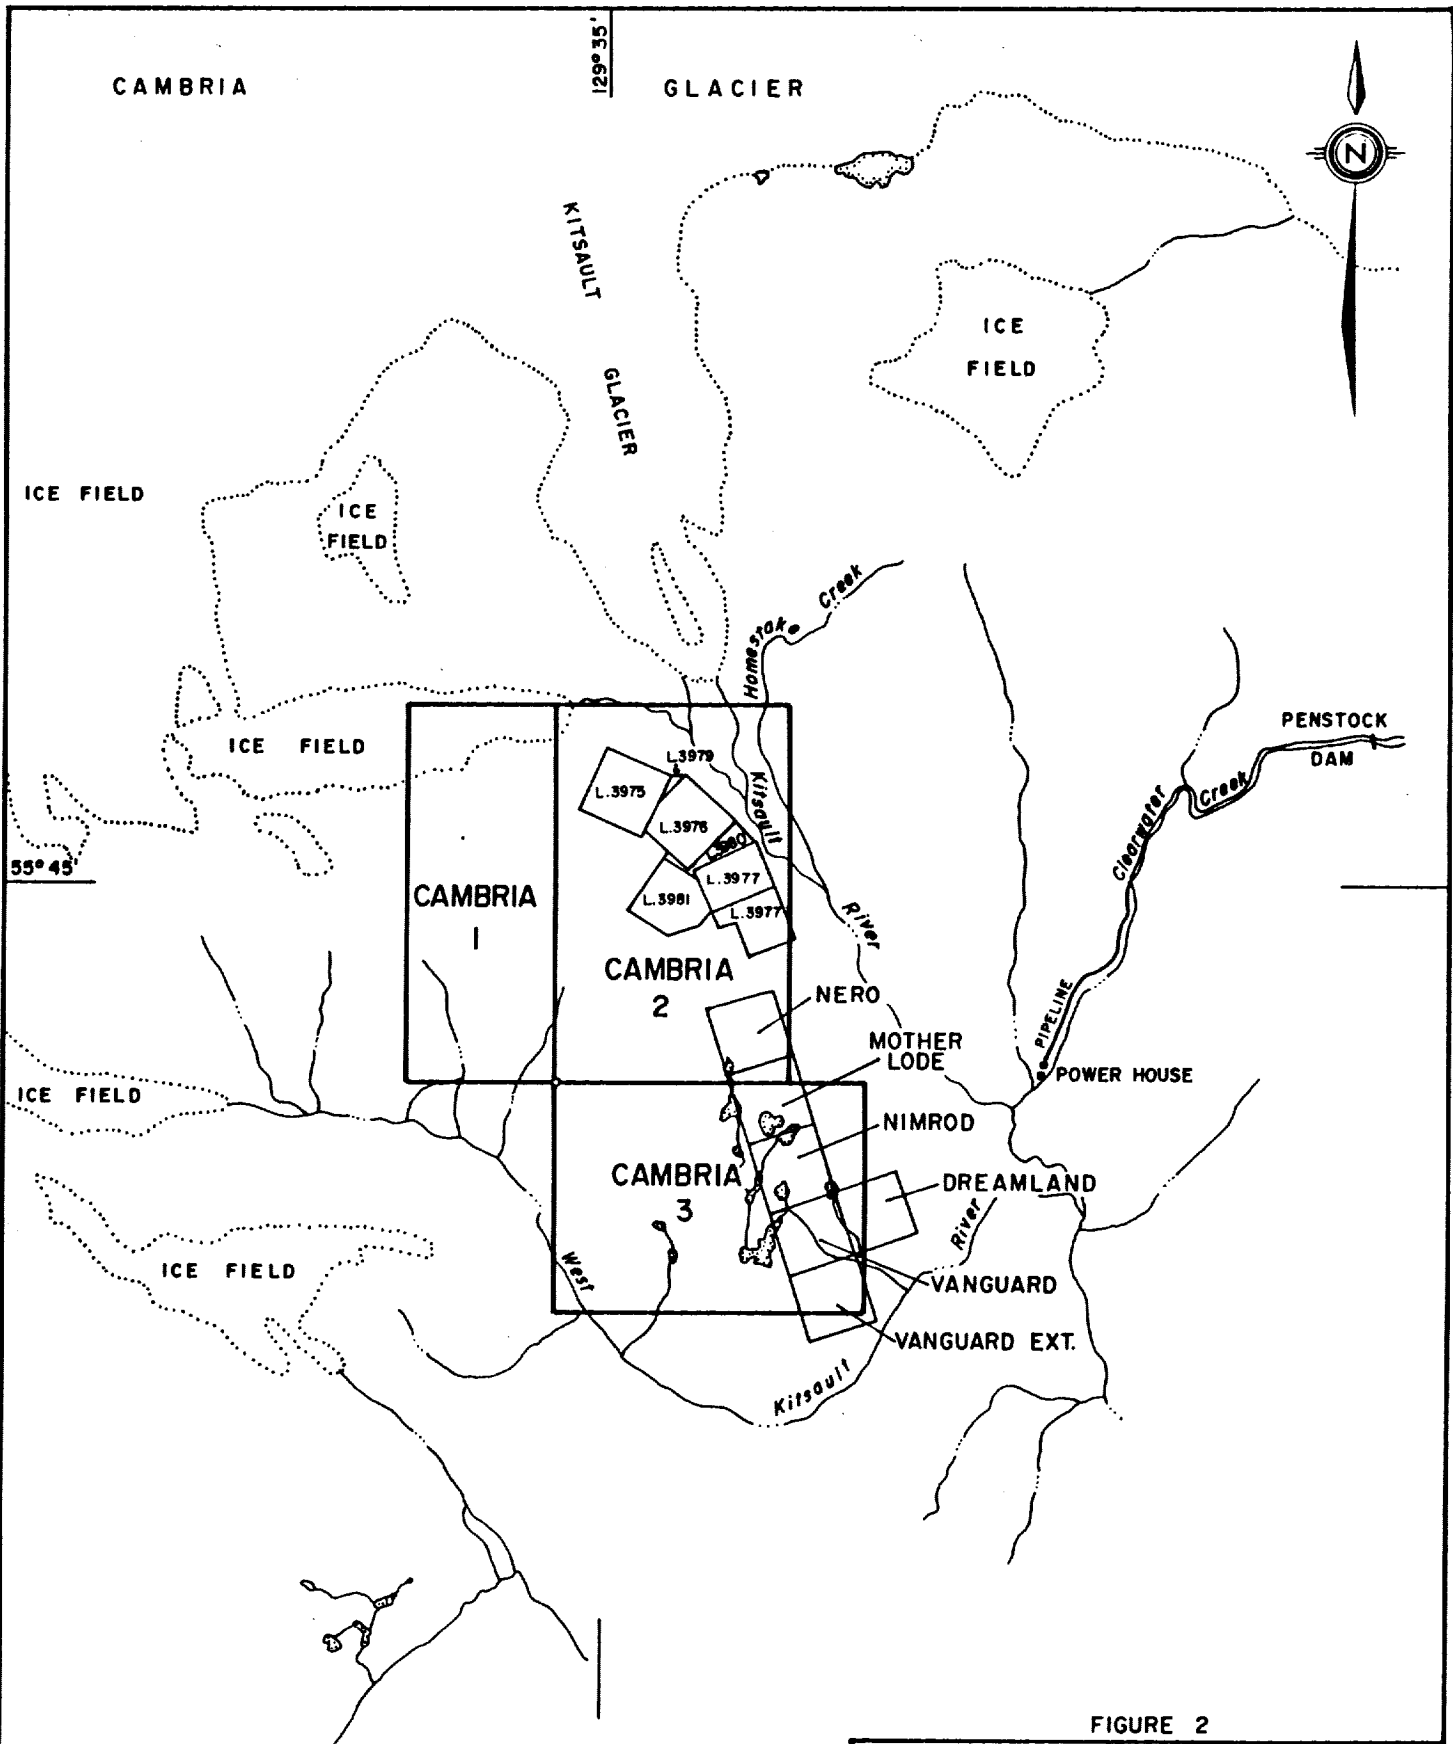 129° 35'
CAMBRIA GLACIER
N
KITSAULT
GLACIER
ICE
FIELD
ICE FIELD
ICE
FIELD
Homestake Creek
ICE FIELD
PENSTOCK
DAM
L.3979
L.3975
L.3976
Kitsault
Clearwater Creek
L.3977
55° 45'
CAMBRIA
1
L.3981
L.3977
River
CAMBRIA
2
NERO
PIPELINE
MOTHER
LODE
POWER HOUSE
ICE FIELD
NIMROD
CAMBRIA
3
DREAMLAND
River
West
ICE FIELD
VANGUARD
VANGUARD EXT.
Kitsault
FIGURE 2